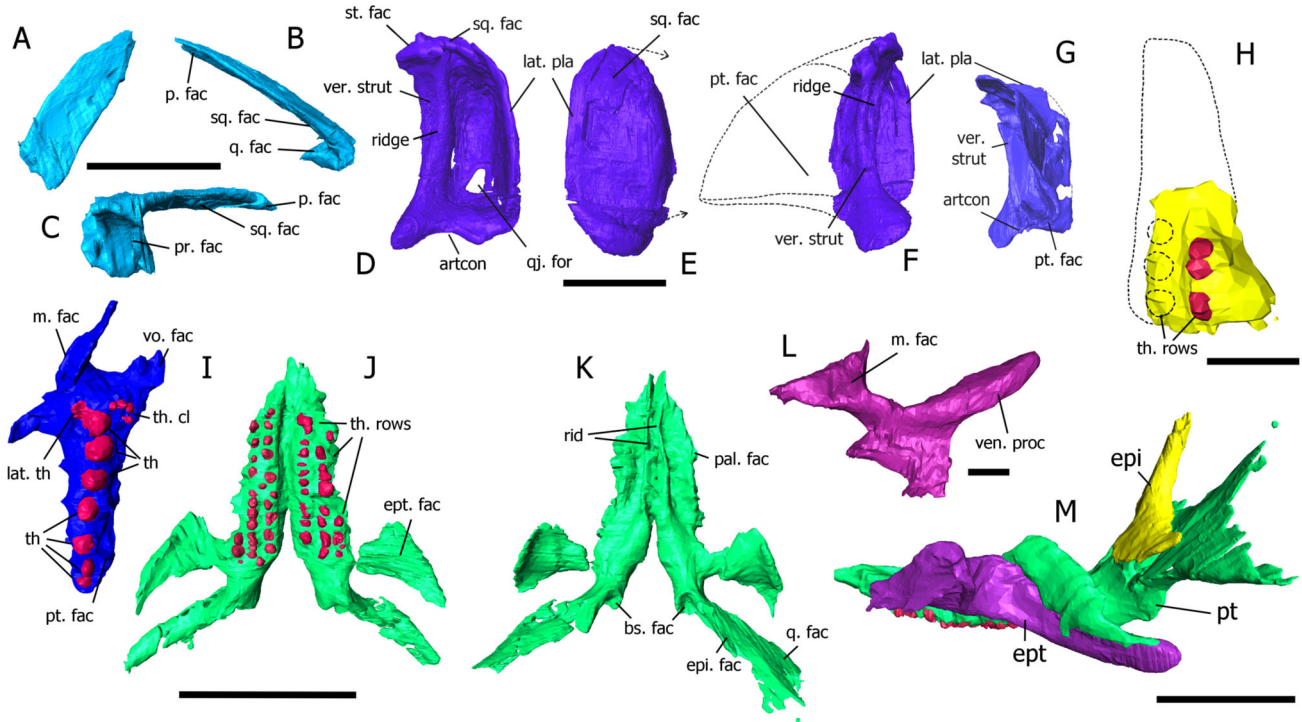 A
p. fac
sq. fac
q. fac
B
C
pr. fac
sq. fac
p. fac
st. fac
sq. fac
ver. strut
ridge
lat. pla
D
artcon
qj. for
sq. fac
E
pt. fac
ridge
lat. pla
ver. strut
F
G
ver.
strut
artcon
pt. fac
H
th. rows
m. fac
vo. fac
I
th. cl
lat. th
th
th
pt. fac
J
th. rows
ept. fac
K
rid
pal. fac
bs. fac
epi. fac
q. fac
L
m. fac
ven. proc
M
epi
pt
ept